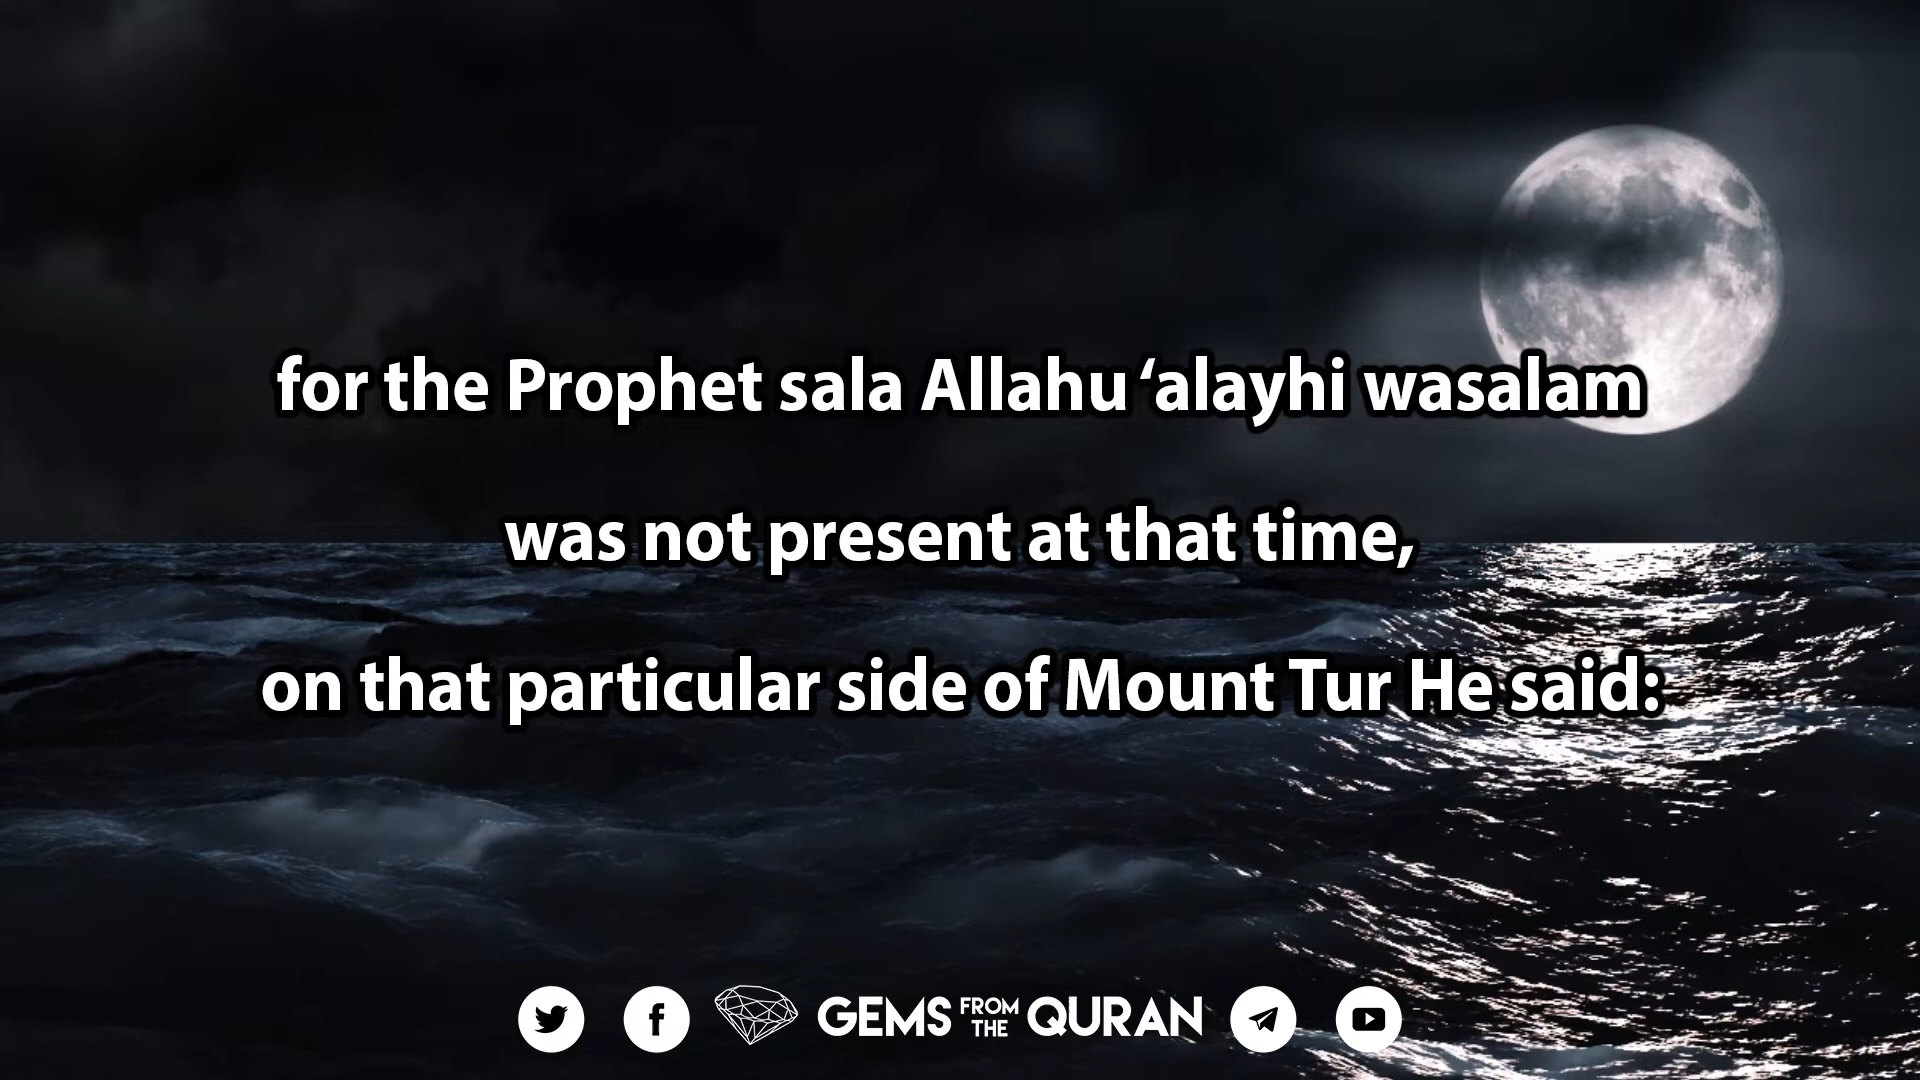 for the Prophet sala Allahu ‘alayhi wasalam
was not present at that time,
on that particular side of Mount Tur He said:
GEMS FROM THE QURAN